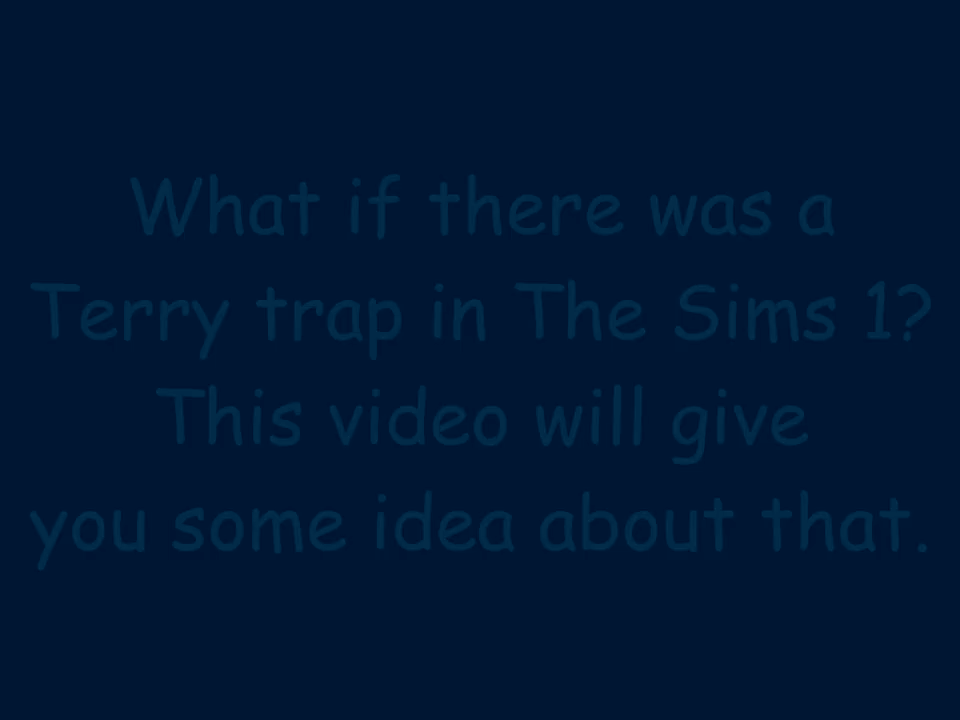 What if there was a
Terry trap in The Sims 1?
This video will give
you some idea about that.